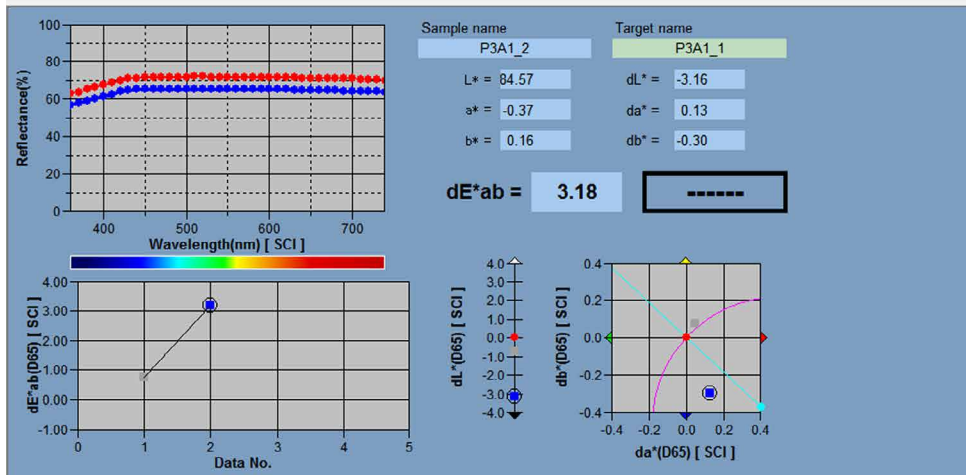 Sample name
Target name
P3A1_2
P3A1_1
L* = 84.57
dL* = -3.16
a* = -0.37
da* = 0.13
b* = 0.16
db* = -0.30
dE*ab = 3.18
------
Reflectance(%)
100
80
60
40
20
0
400 500 600 700
Wavelength(nm) [ SCI ]
dE*ab(D65) [ SCI ]
4.00
3.00
2.00
1.00
0.00
-1.00
0 1 2 3 4 5
Data No.
dL*(D65) [ SCI ]
4.0
3.0
2.0
1.0
0.0
-1.0
-2.0
-3.0
-4.0
db*(D65) [ SCI ]
0.4
0.2
0.0
-0.2
-0.4
-0.4 -0.2 0.0 0.2 0.4
da*(D65) [ SCI ]